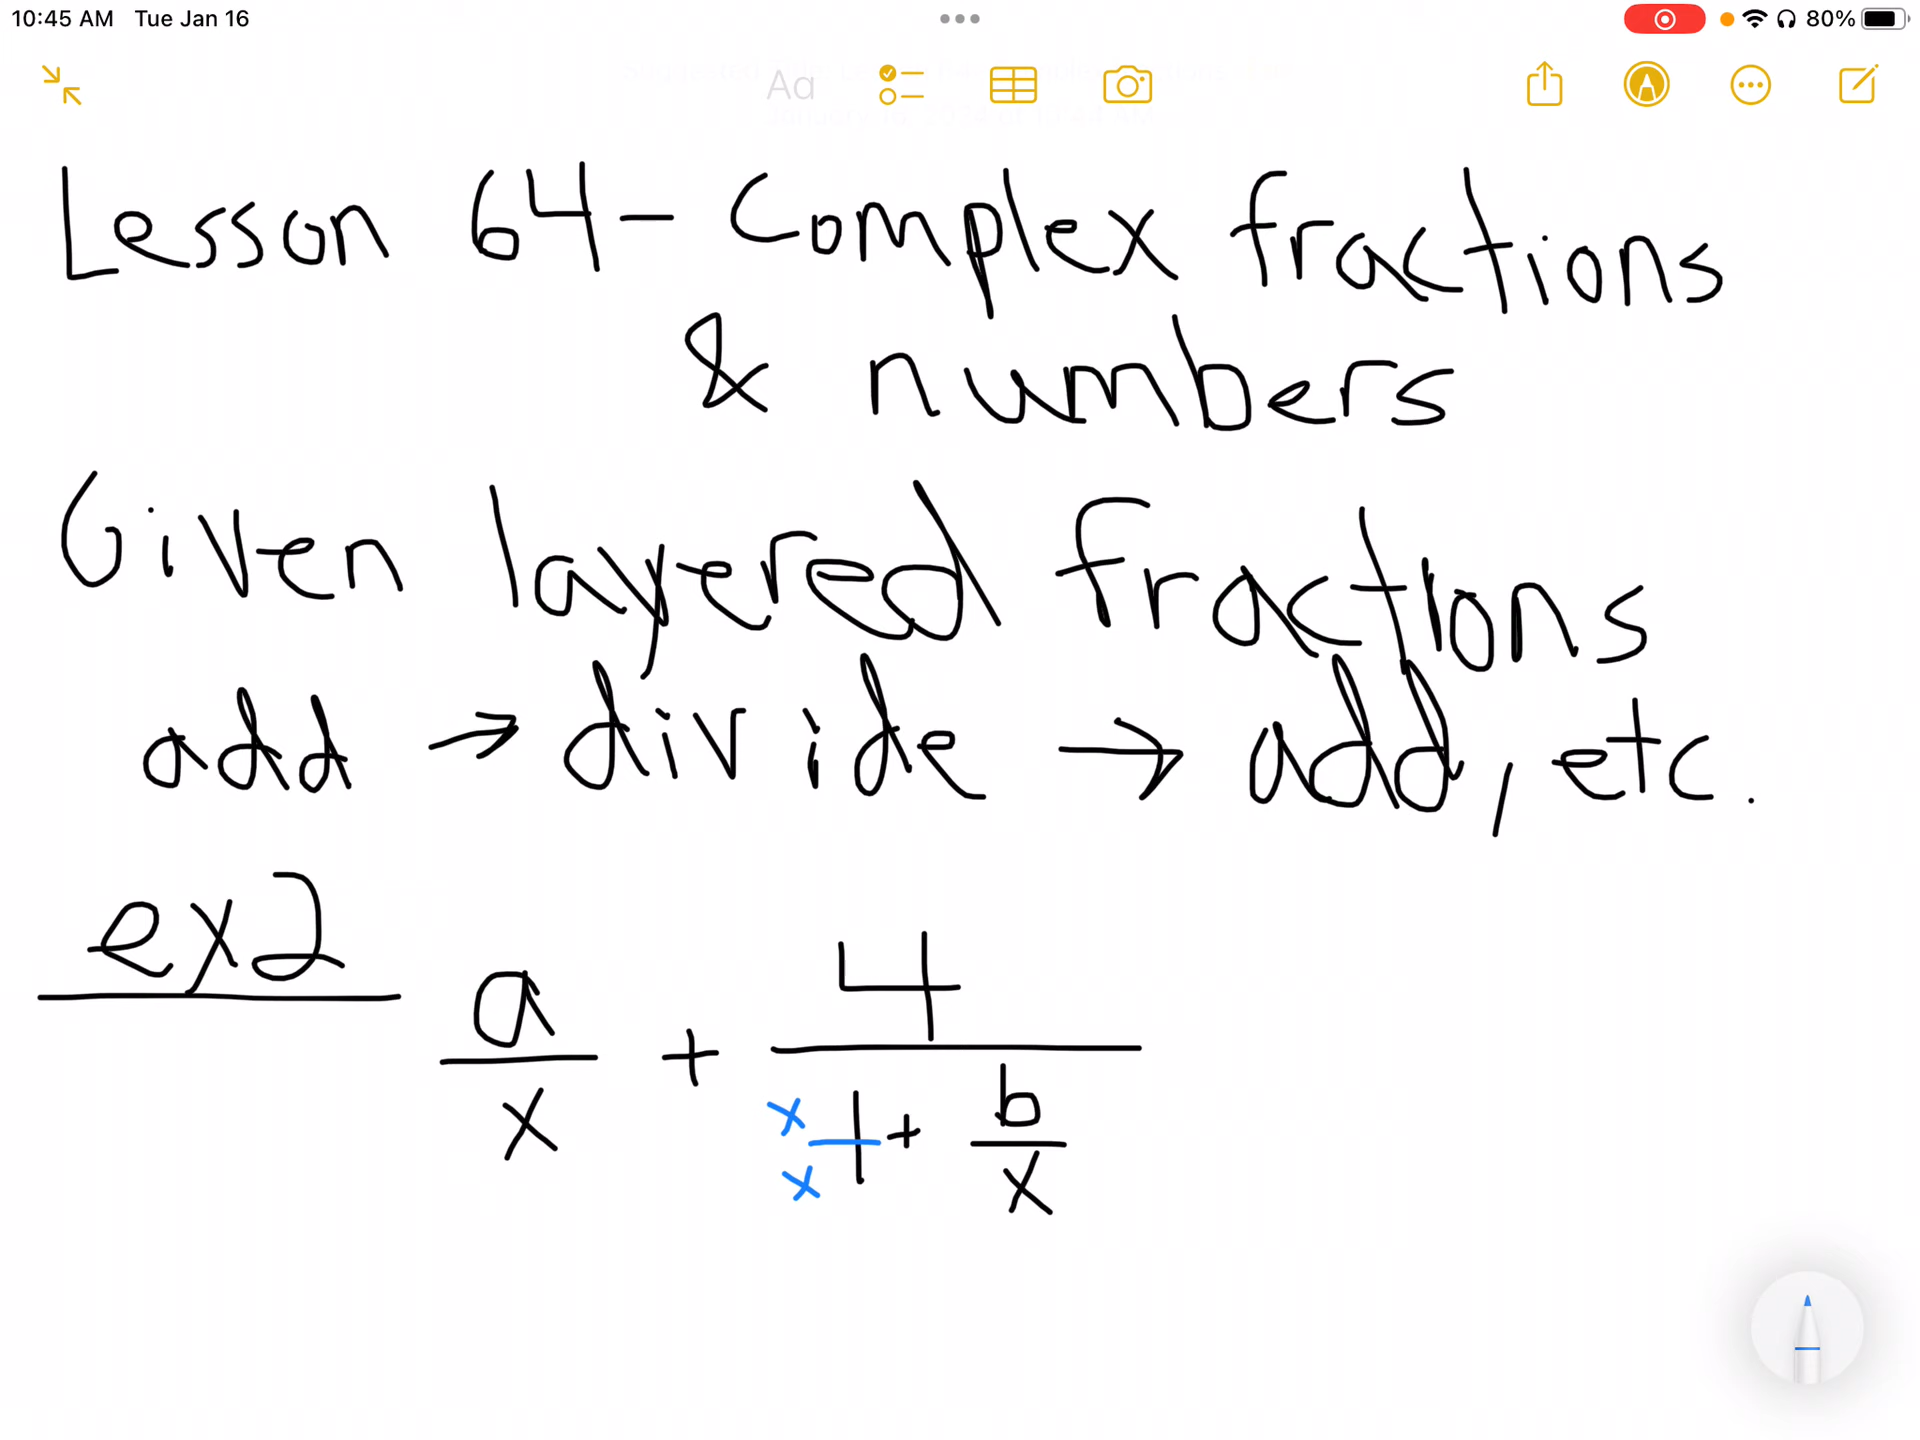 10:45 AM Tue Jan 16
80%
Aa
Lesson 64 - Complex fractions
& numbers
Given layered fractions
add → divide → add, etc.
ex2
a/x + 4/(x/x 1 + b/x)